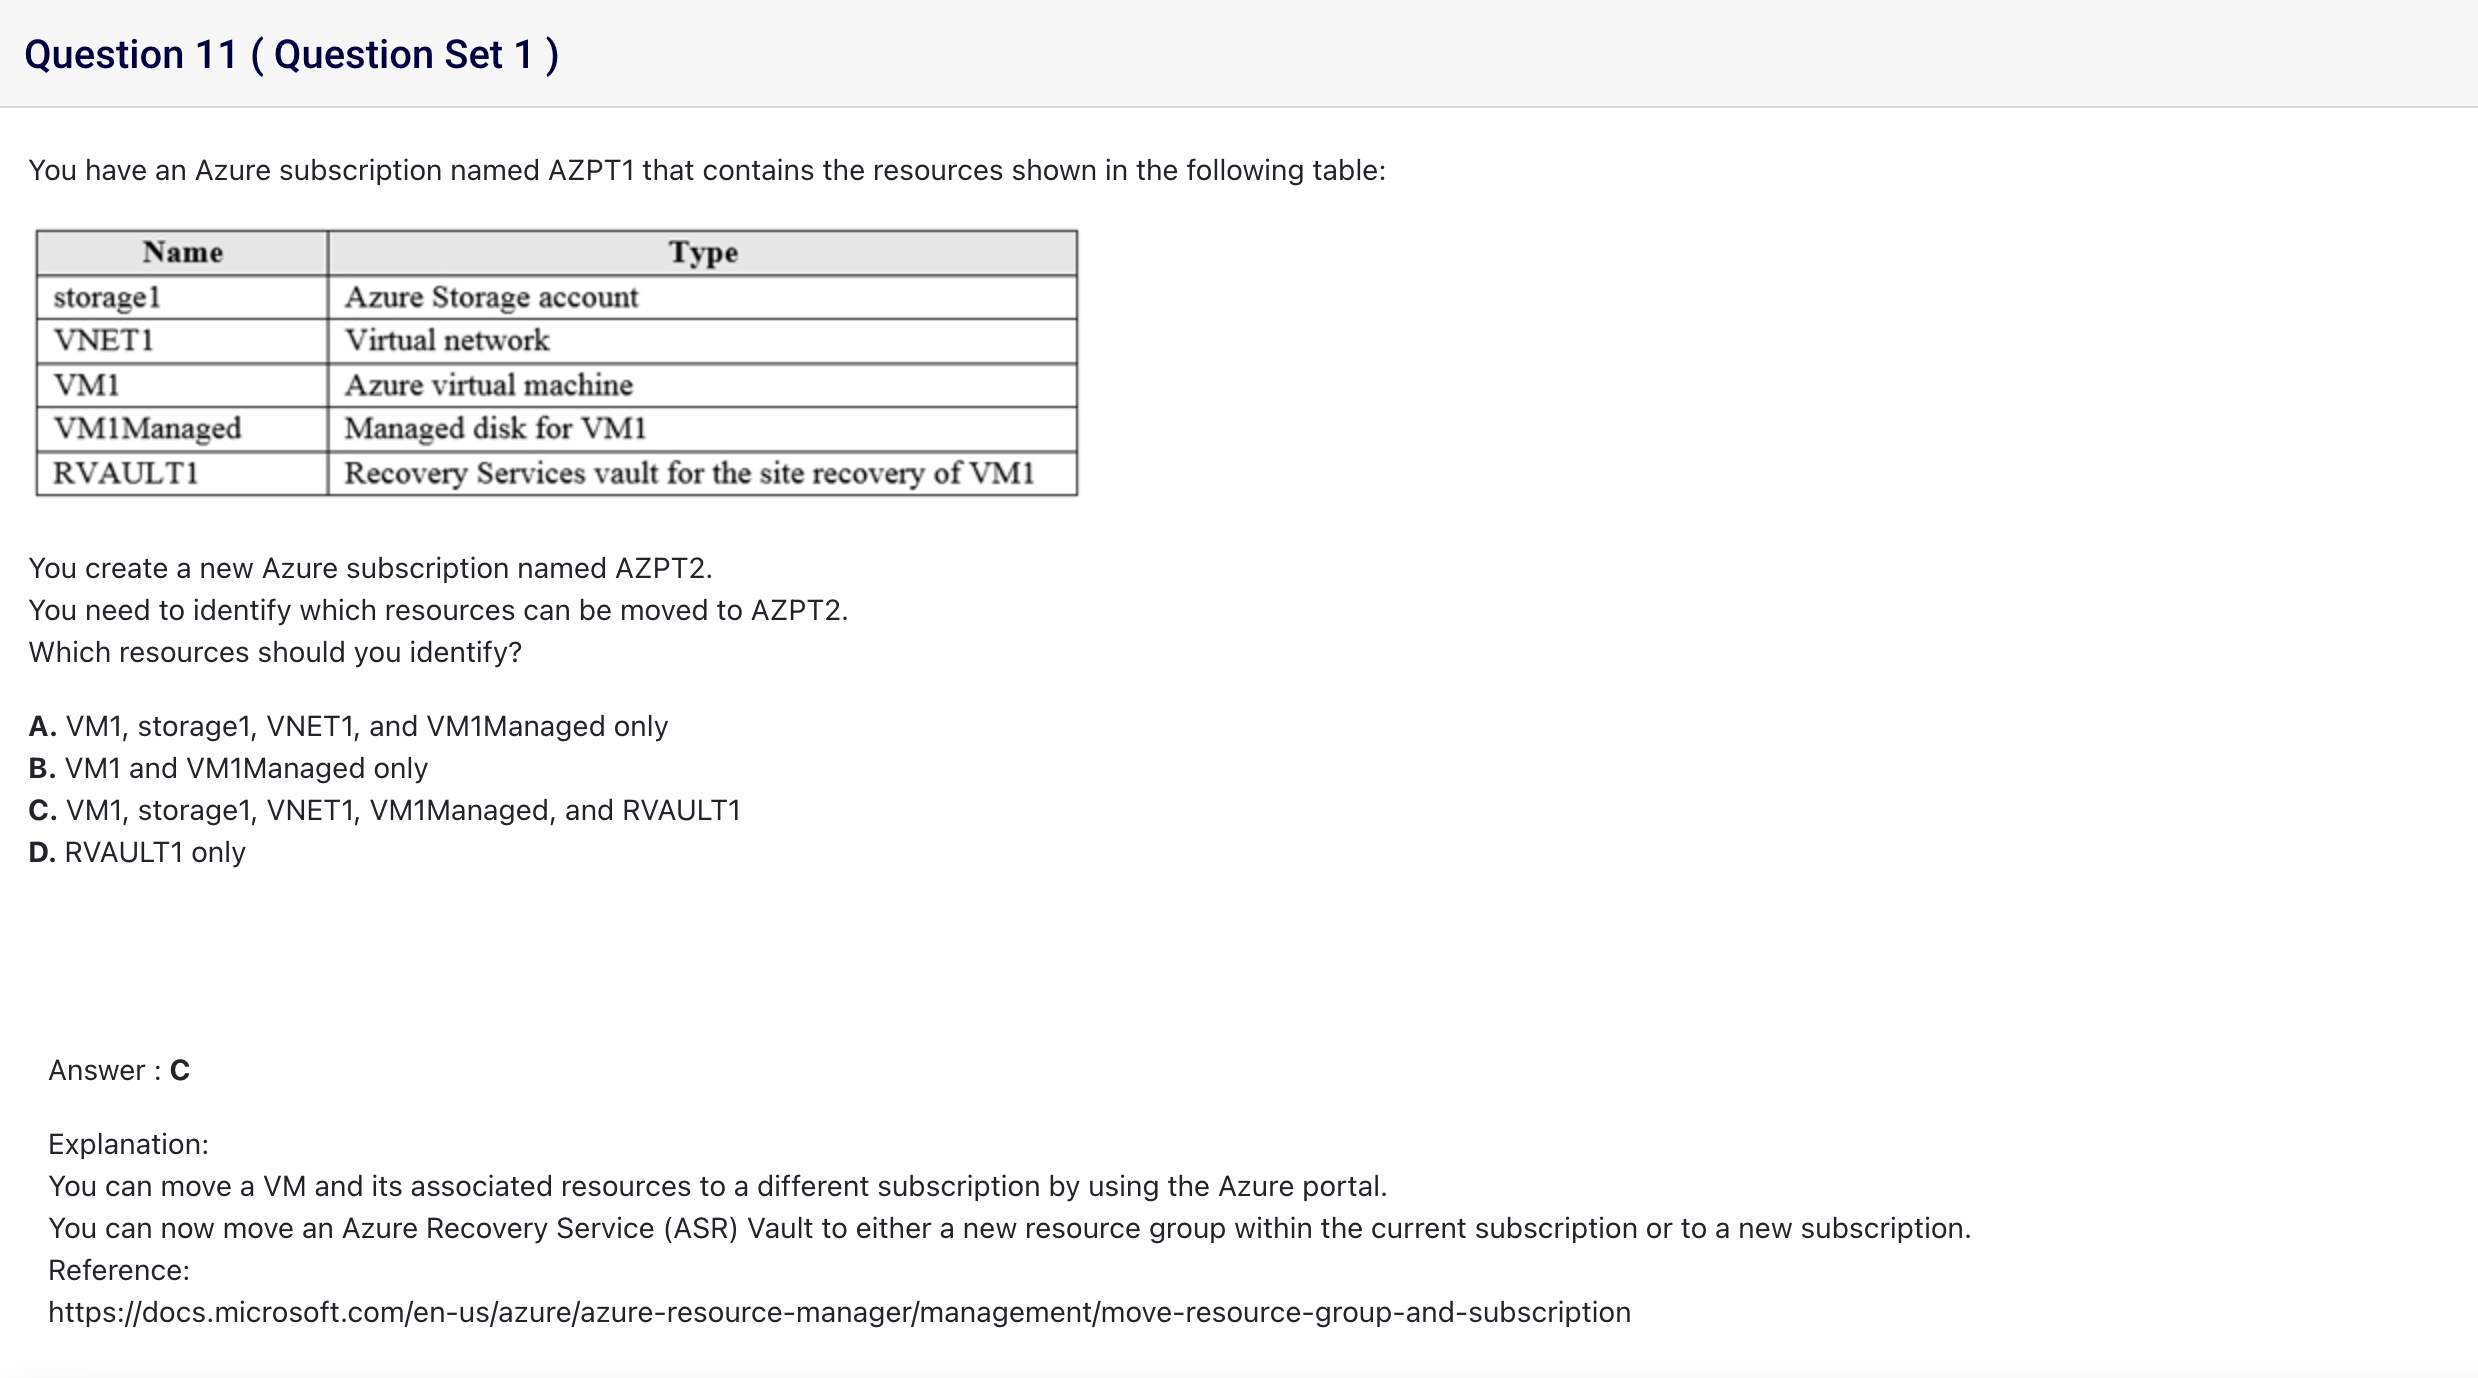 Question 11 ( Question Set 1 )
You have an Azure subscription named AZPT1 that contains the resources shown in the following table:
Name Type
storage1 Azure Storage account
VNET1 Virtual network
VM1 Azure virtual machine
VM1Managed Managed disk for VM1
RVAULT1 Recovery Services vault for the site recovery of VM1
You create a new Azure subscription named AZPT2.
You need to identify which resources can be moved to AZPT2.
Which resources should you identify?
A. VM1, storage1, VNET1, and VM1Managed only
B. VM1 and VM1Managed only
C. VM1, storage1, VNET1, VM1Managed, and RVAULT1
D. RVAULT1 only
Answer : C
Explanation:
You can move a VM and its associated resources to a different subscription by using the Azure portal.
You can now move an Azure Recovery Service (ASR) Vault to either a new resource group within the current subscription or to a new subscription.
Reference:
https://docs.microsoft.com/en-us/azure/azure-resource-manager/management/move-resource-group-and-subscription